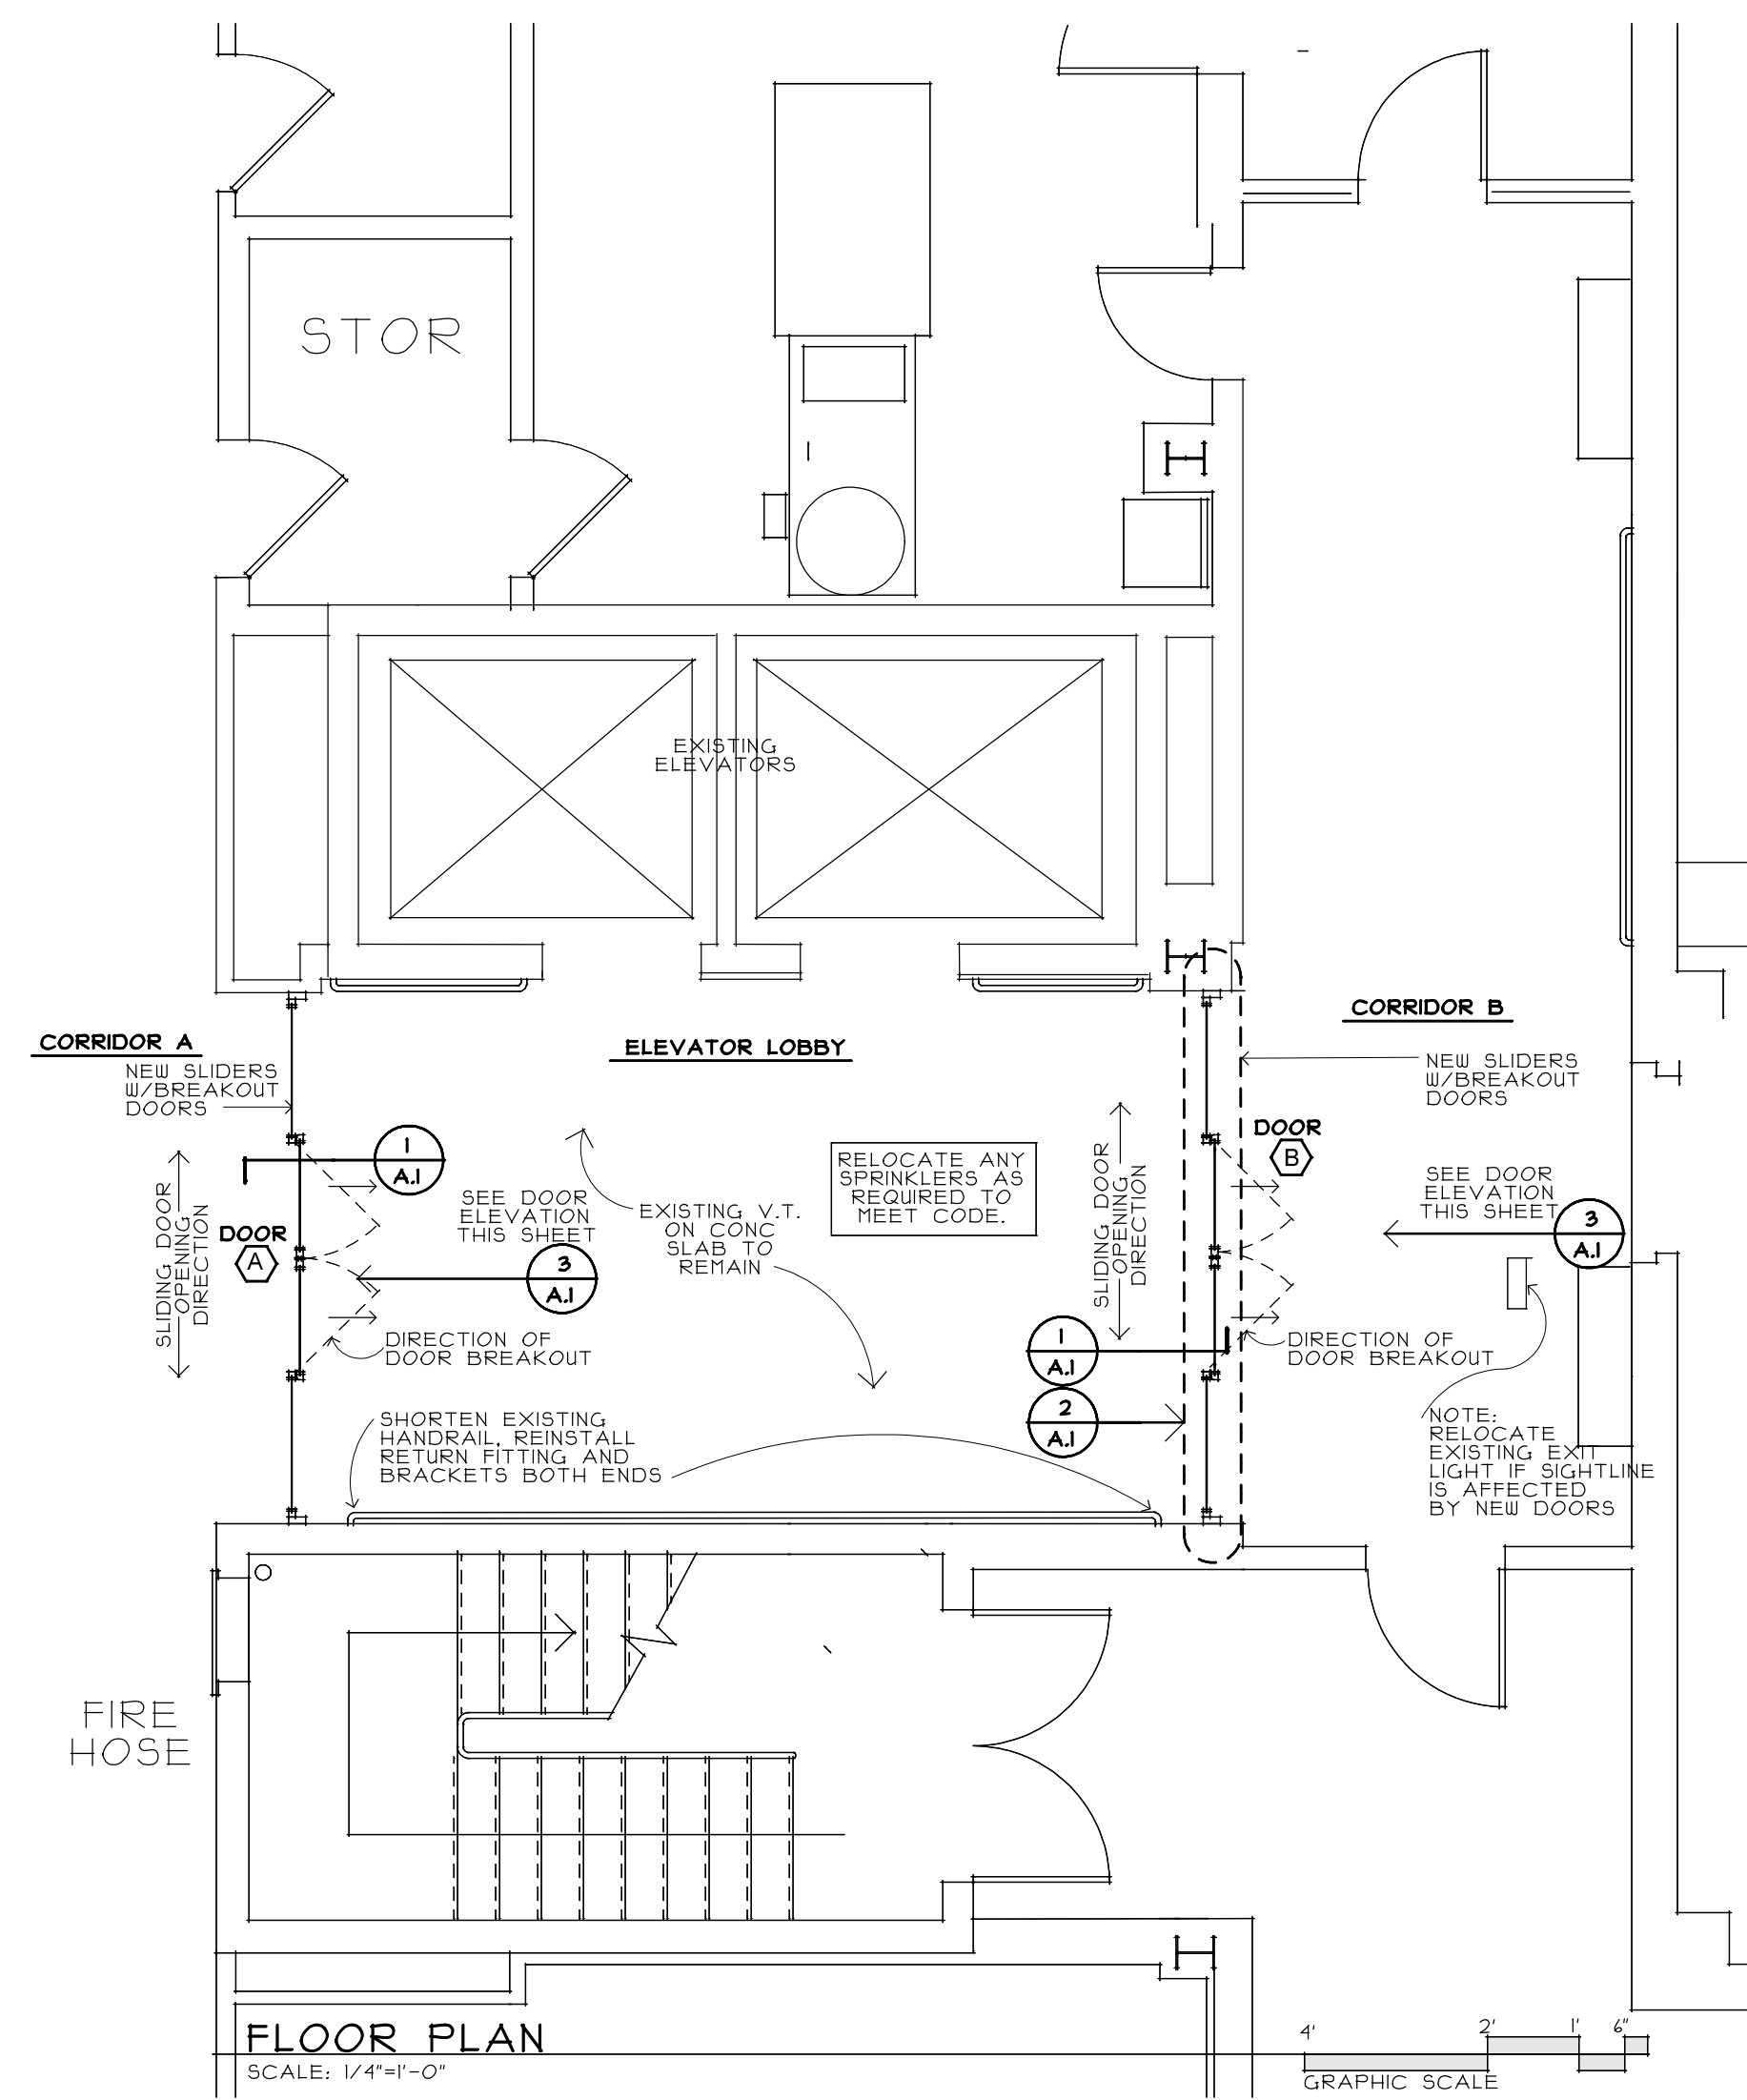 STOR
EXISTING
ELEVATORS
CORRIDOR A
NEW SLIDERS
W/BREAKOUT
DOORS
ELEVATOR LOBBY
CORRIDOR B
NEW SLIDERS
W/BREAKOUT
DOORS
1
A.1
SLIDING DOOR
OPENING
DIRECTION
DOOR
A
SEE DOOR
ELEVATION
THIS SHEET
3
A.1
EXISTING V.T.
ON CONC
SLAB TO
REMAIN
RELOCATE ANY
SPRINKLERS AS
REQUIRED TO
MEET CODE.
SLIDING DOOR
OPENING
DIRECTION
DOOR
B
SEE DOOR
ELEVATION
THIS SHEET
3
A.1
DIRECTION OF
DOOR BREAKOUT
1
A.1
2
A.1
DIRECTION OF
DOOR BREAKOUT
SHORTEN EXISTING
HANDRAIL, REINSTALL
RETURN FITTING AND
BRACKETS BOTH ENDS
NOTE:
RELOCATE
EXISTING EXIT
LIGHT IF SIGHTLINE
IS AFFECTED
BY NEW DOORS
FIRE
HOSE
FLOOR PLAN
SCALE: 1/4"=1'-0"
4' 2' 1' 6"
GRAPHIC SCALE